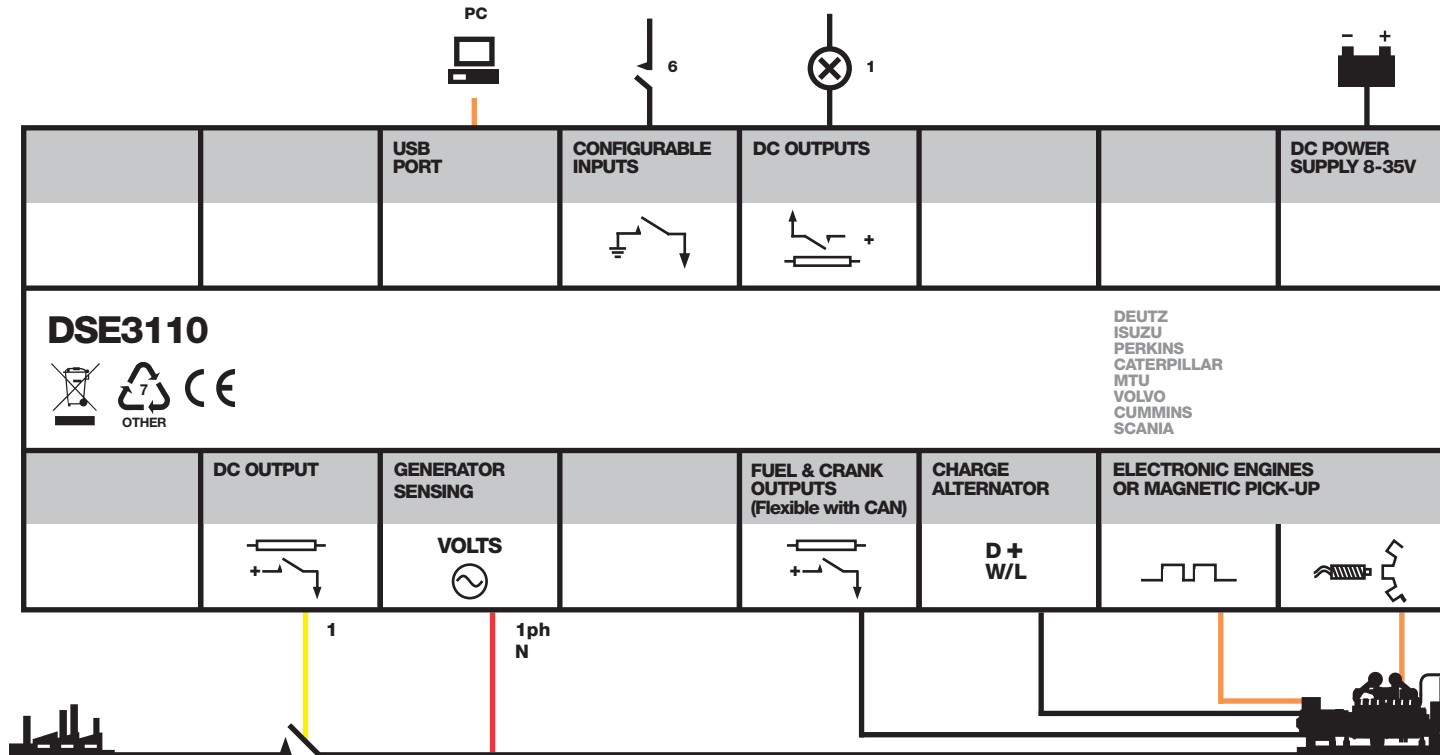 PC
6
1
- +
USB
PORT
CONFIGURABLE
INPUTS
DC OUTPUTS
DC POWER
SUPPLY 8-35V
+
DSE3110
7
OTHER
CE
DEUTZ
ISUZU
PERKINS
CATERPILLAR
MTU
VOLVO
CUMMINS
SCANIA
DC OUTPUT
GENERATOR
SENSING
FUEL & CRANK
OUTPUTS
(Flexible with CAN)
CHARGE
ALTERNATOR
ELECTRONIC ENGINES
OR MAGNETIC PICK-UP
+
VOLTS
+
D +
W/L
1
1ph
N